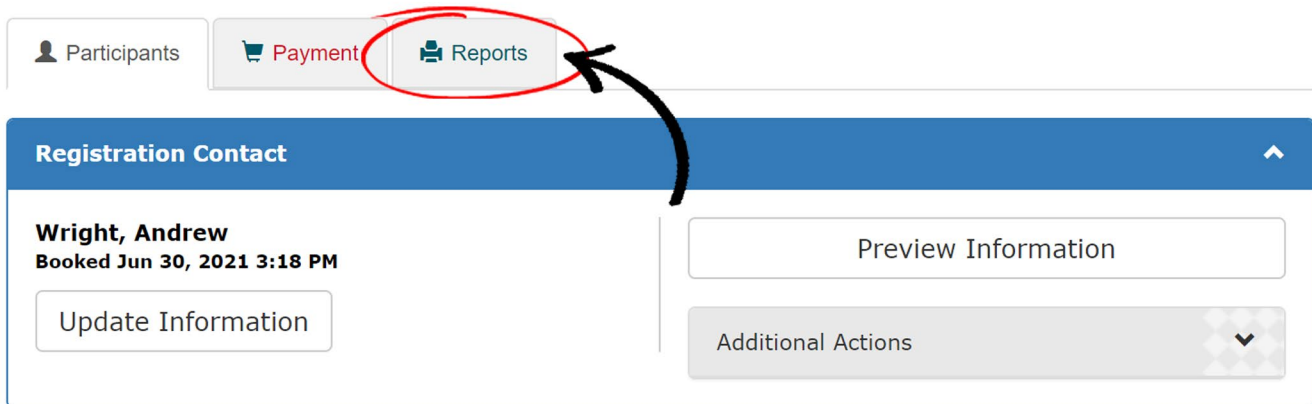 Participants
Payment
Reports
Registration Contact
Wright, Andrew
Booked Jun 30, 2021 3:18 PM
Update Information
Preview Information
Additional Actions